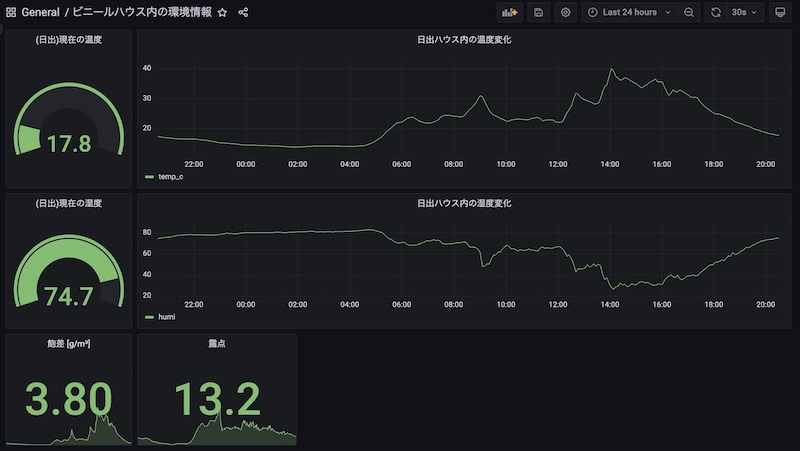 General / ビニールハウス内の環境情報
Last 24 hours
30s
(日出)現在の温度
17.8
日出ハウス内の温度変化
40
30
20
22:00 00:00 02:00 04:00 06:00 08:00 10:00 12:00 14:00 16:00 18:00 20:00
temp_c
(日出)現在の湿度
74.7
日出ハウス内の湿度変化
80
60
40
20
22:00 00:00 02:00 04:00 06:00 08:00 10:00 12:00 14:00 16:00 18:00 20:00
humi
飽差 [g/m³]
3.80
露点
13.2